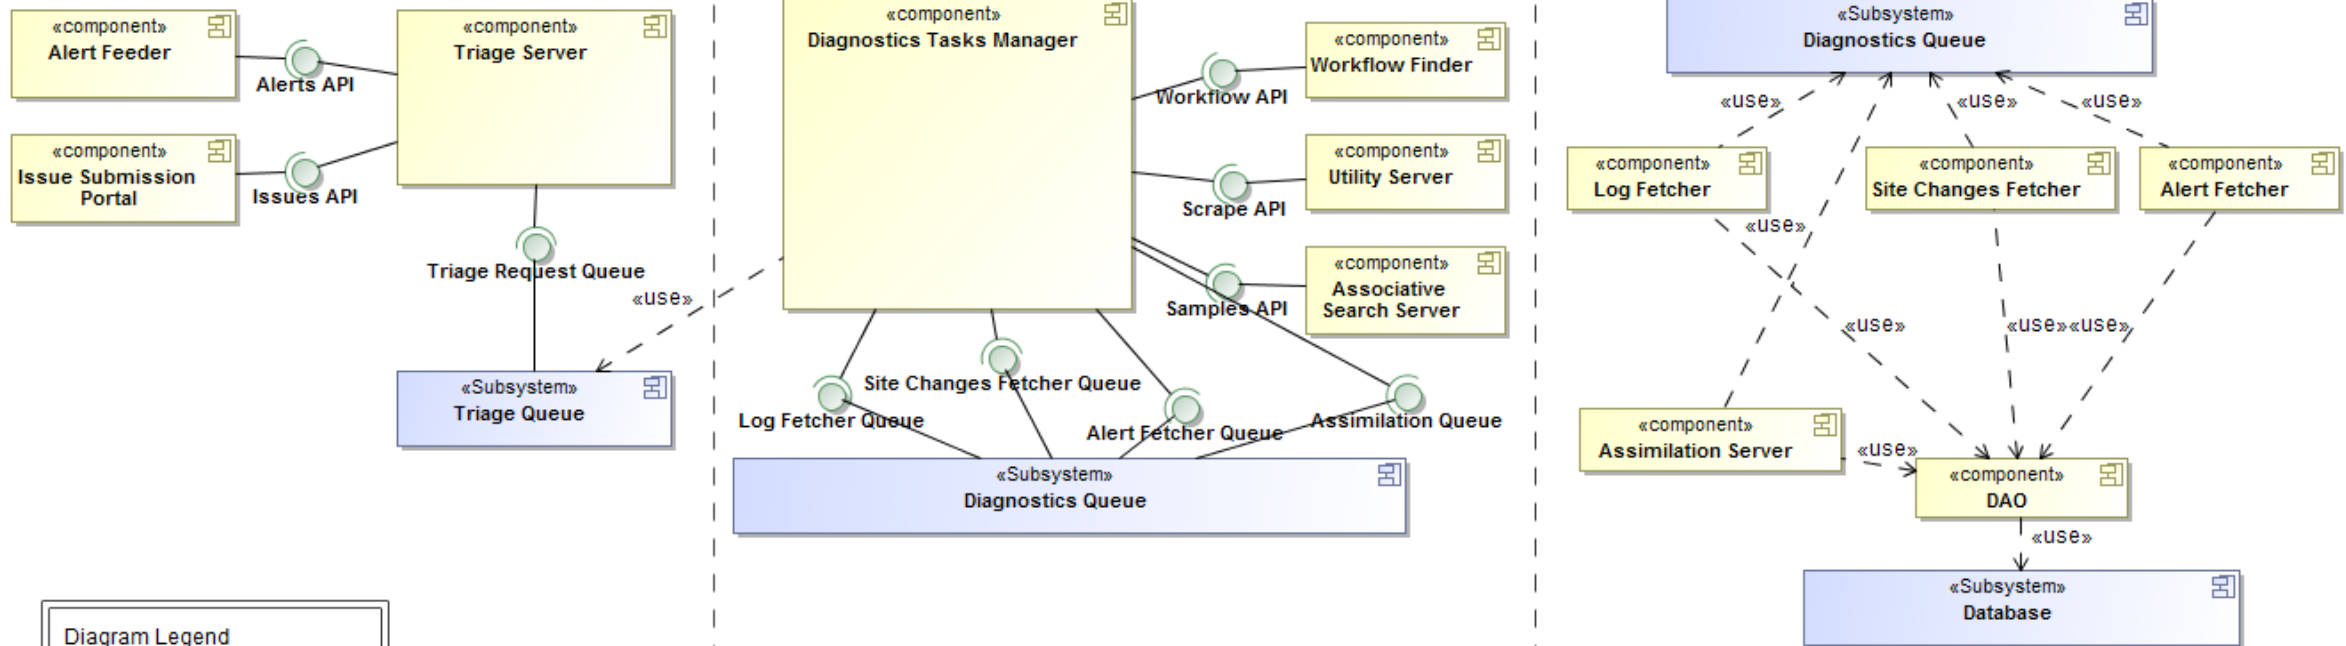 «component»
Alert Feeder
Alerts API
«component»
Triage Server
«component»
Issue Submission
Portal
Issues API
Triage Request Queue
«use»
«Subsystem»
Triage Queue
Diagram Legend
«component»
Diagnostics Tasks Manager
Workflow API
«component»
Workflow Finder
Scrape API
«component»
Utility Server
Samples API
«component»
Associative
Search Server
Site Changes Fetcher Queue
Log Fetcher Queue
Alert Fetcher Queue
Assimilation Queue
«Subsystem»
Diagnostics Queue
«Subsystem»
Diagnostics Queue
«use»
«use»
«use»
«component»
Log Fetcher
«component»
Site Changes Fetcher
«component»
Alert Fetcher
«use»
«use»
«use»
«use»
«component»
Assimilation Server
«use»
«component»
DAO
«use»
«Subsystem»
Database